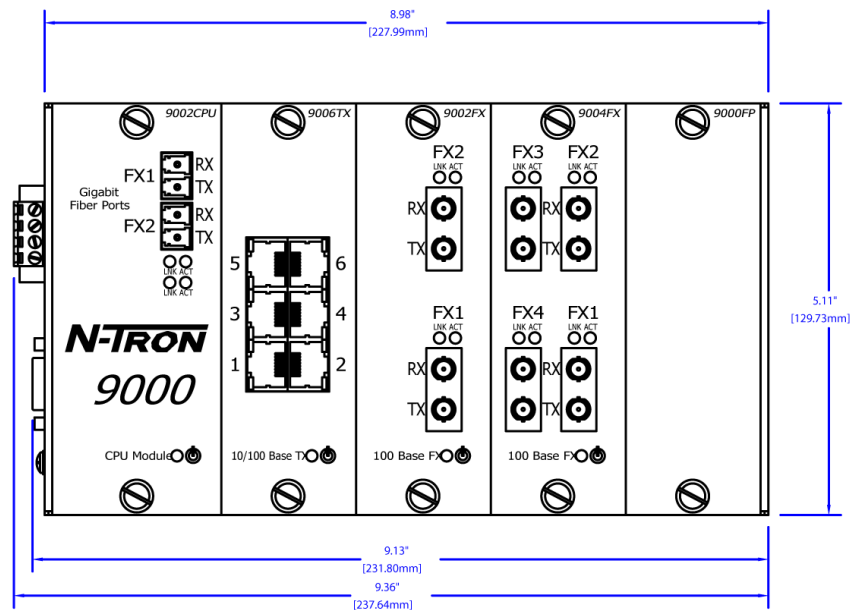 8.98"
[227.99mm]
9002CPU
9006TX
9002FX
9004FX
9000FP
FX1
RX
TX
Gigabit
Fiber Ports
FX2
RX
TX
LNK ACT
LNK ACT
N-TRON
9000
CPU Module
5
6
3
4
1
2
10/100 Base TX
FX2
LNK ACT
RX
TX
FX1
LNK ACT
RX
TX
100 Base FX
FX3
FX2
LNK ACT
LNK ACT
RX
TX
FX4
FX1
LNK ACT
LNK ACT
RX
TX
100 Base FX
5.11"
[129.73mm]
9.13"
[231.80mm]
9.36"
[237.64mm]